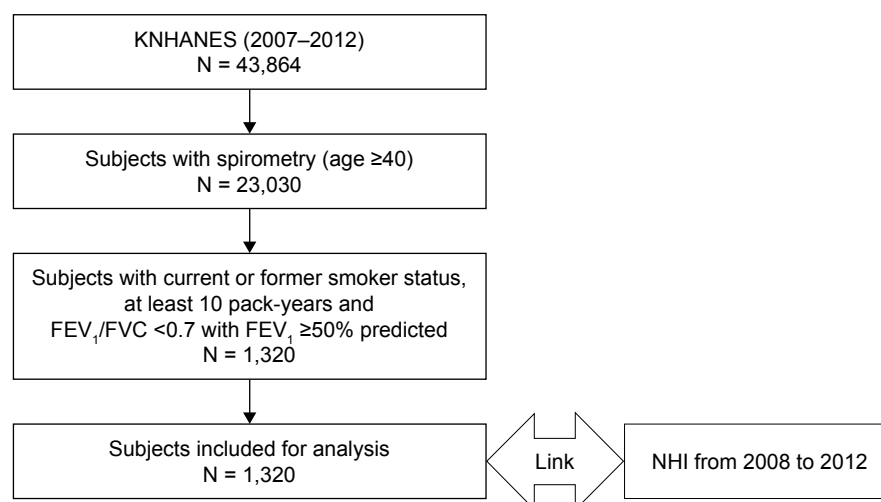 KNHANES (2007–2012)
N = 43,864
Subjects with spirometry (age ≥40)
N = 23,030
Subjects with current or former smoker status,
at least 10 pack-years and
FEV₁/FVC <0.7 with FEV₁ ≥50% predicted
N = 1,320
Subjects included for analysis
N = 1,320
Link
NHI from 2008 to 2012